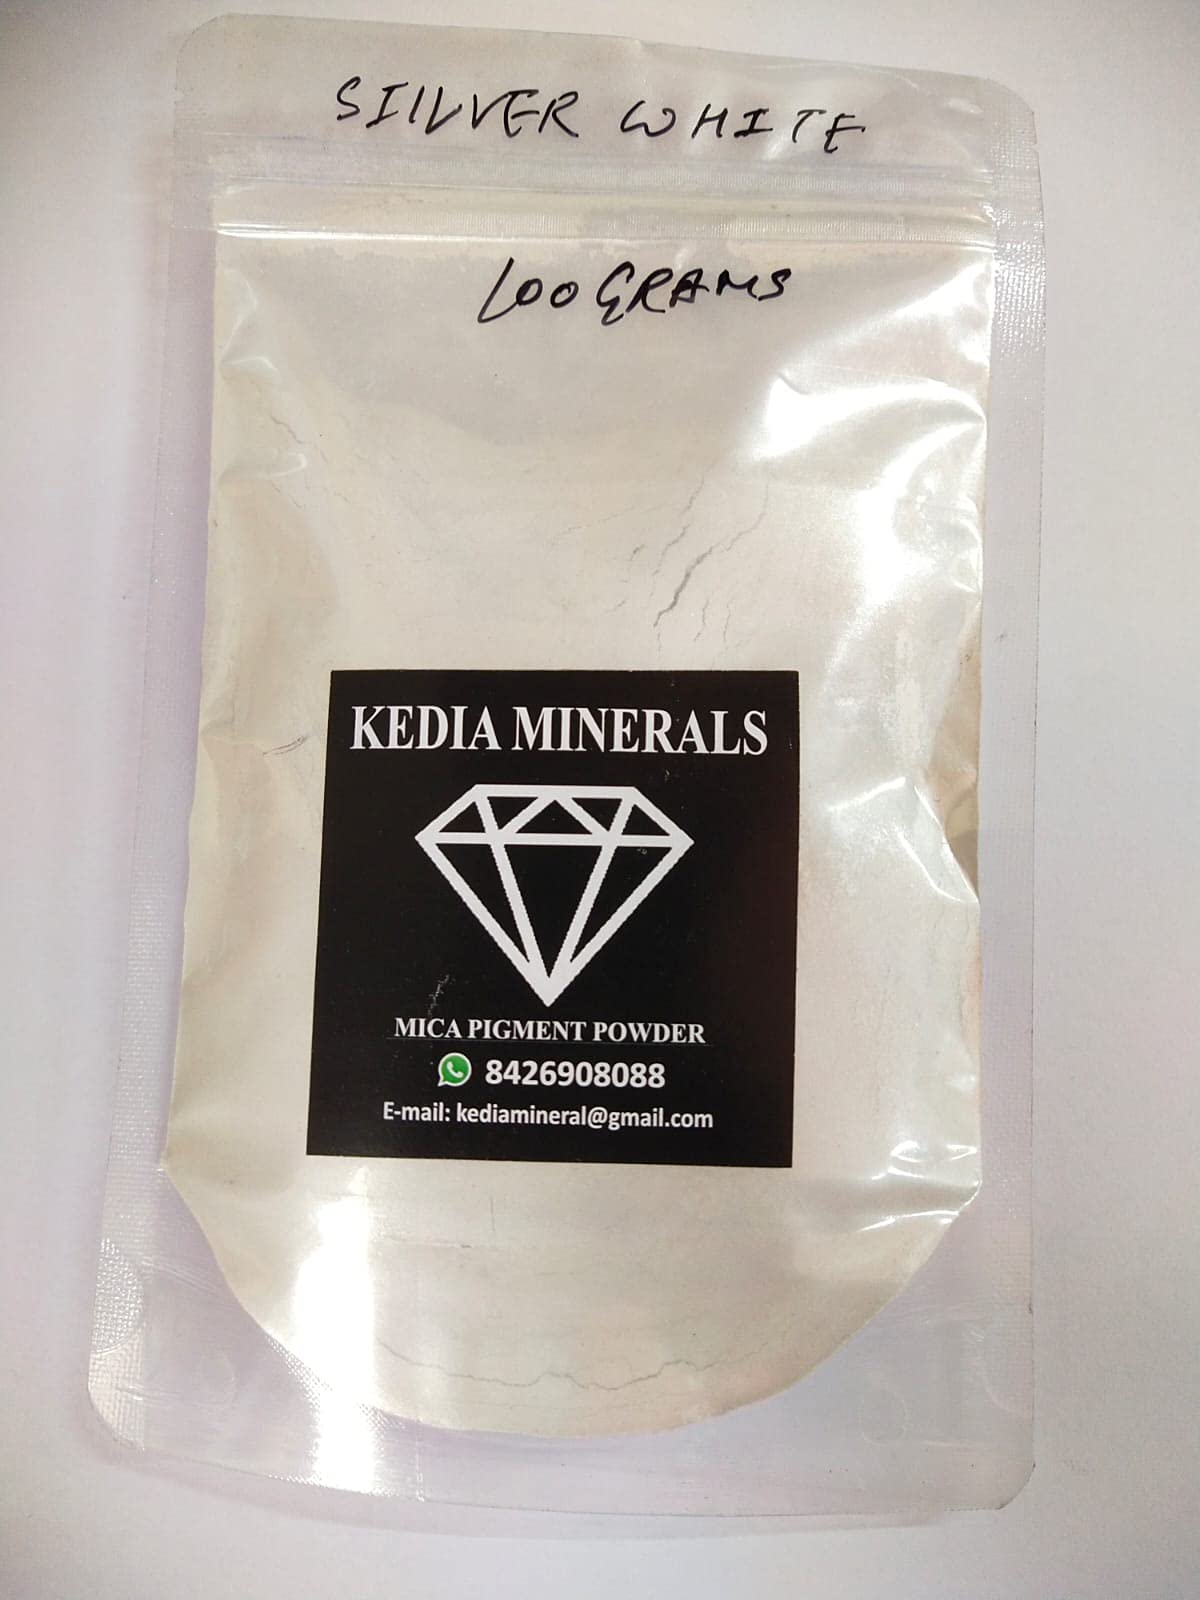 SIILVER WHITE
100 GRAMS
KEDIA MINERALS
MICA PIGMENT POWDER
8426908088
E-mail: kediamineral@gmail.com